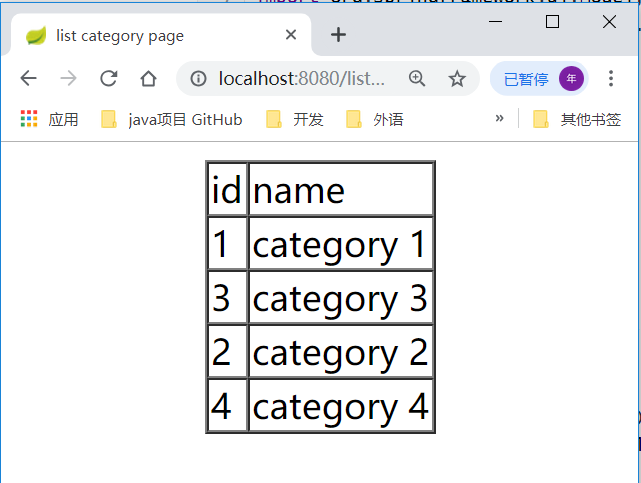 list category page
localhost:8080/list...
已暂停
年
应用
java项目 GitHub
开发
外语
»
其他书签
id name
1 category 1
3 category 3
2 category 2
4 category 4